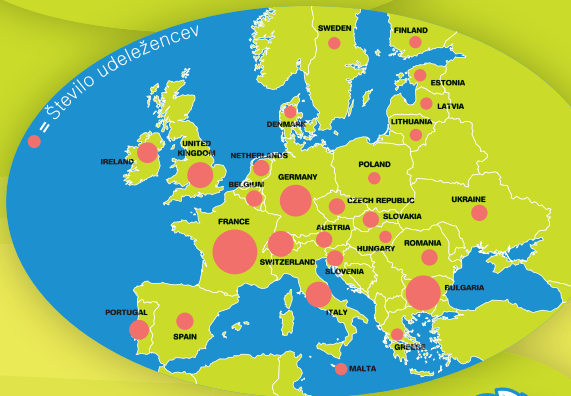 = Število udeležencev
SWEDEN
FINLAND
ESTONIA
LATVIA
LITHUANIA
DENMARK
IRELAND
UNITED
KINGDOM
NETHERLANDS
BELGIUM
GERMANY
POLAND
CZECH REPUBLIC
SLOVAKIA
UKRAINE
FRANCE
AUSTRIA
HUNGARY
ROMANIA
SWITZERLAND
SLOVENIA
BULGARIA
PORTUGAL
SPAIN
ITALY
GREECE
MALTA